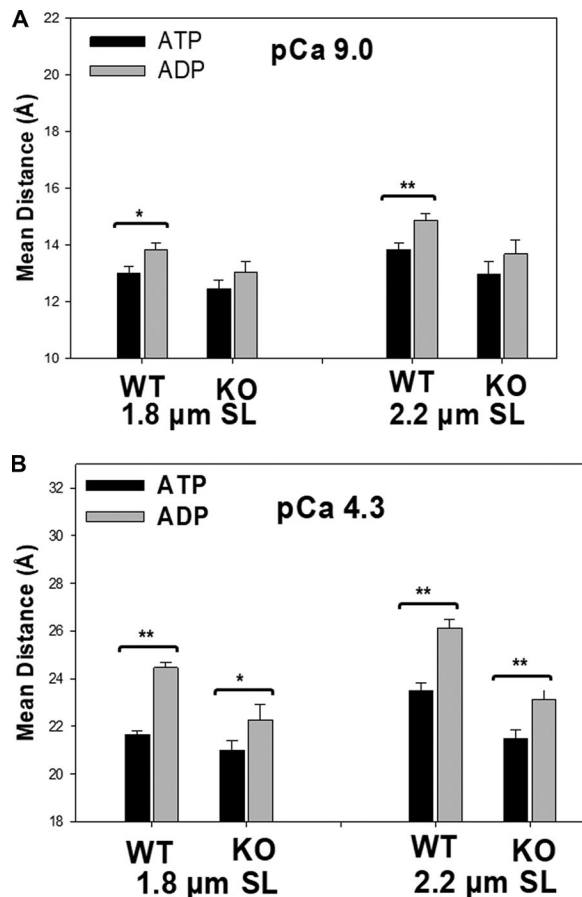 A
pCa 9.0
ATP
ADP
Mean Distance (Å)
22
20
18
16
14
12
10
*
**
WT KO WT KO
1.8 µm SL 2.2 µm SL
B
pCa 4.3
ATP
ADP
Mean Distance (Å)
32
30
28
26
24
22
20
18
**
*
**
**
WT KO WT KO
1.8 µm SL 2.2 µm SL